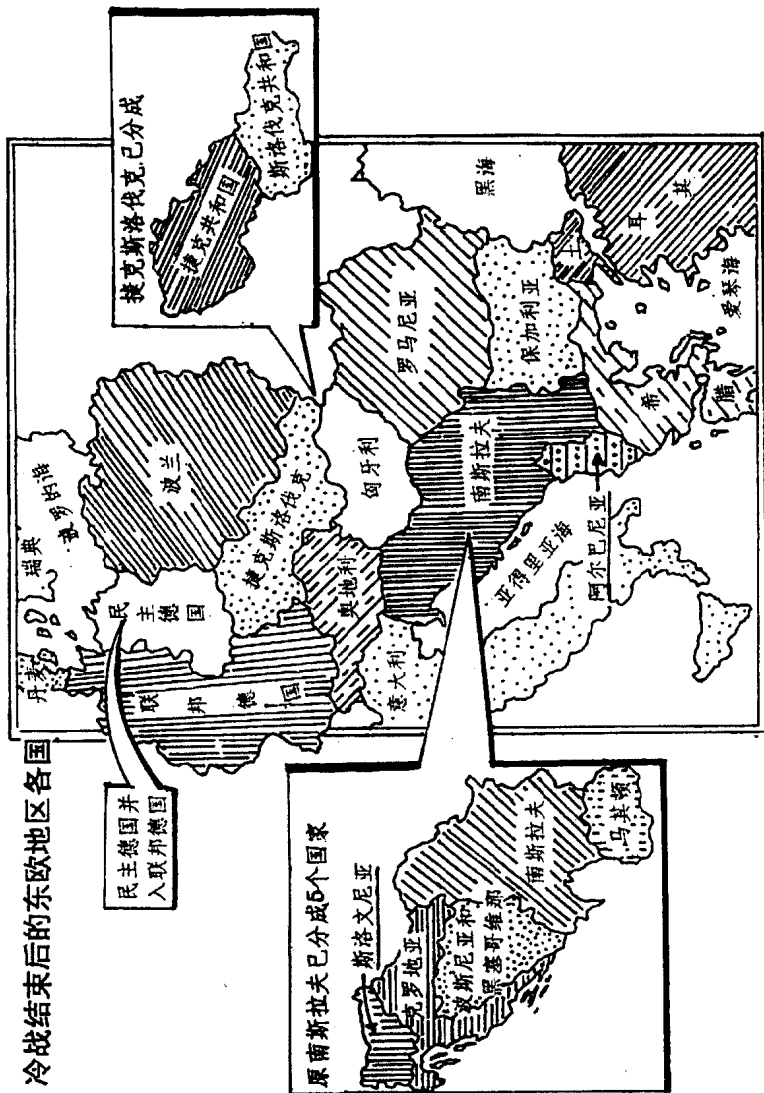 冷战结束后的东欧地区各国
民主德国并
入联邦德国
捷克斯洛伐克已分成
捷克共和国
斯洛伐克共和国
丹麦
瑞典
波罗的海
联邦德国
民主德国
波兰
捷克斯洛伐克
奥地利
匈牙利
罗马尼亚
黑海
意大利
南斯拉夫
保加利亚
土耳其
亚得里亚海
阿尔巴尼亚
希腊
爱琴海
原南斯拉夫已分成5个国家
斯洛文尼亚
克罗地亚
波斯尼亚和
黑塞哥维那
南斯拉夫
马其顿